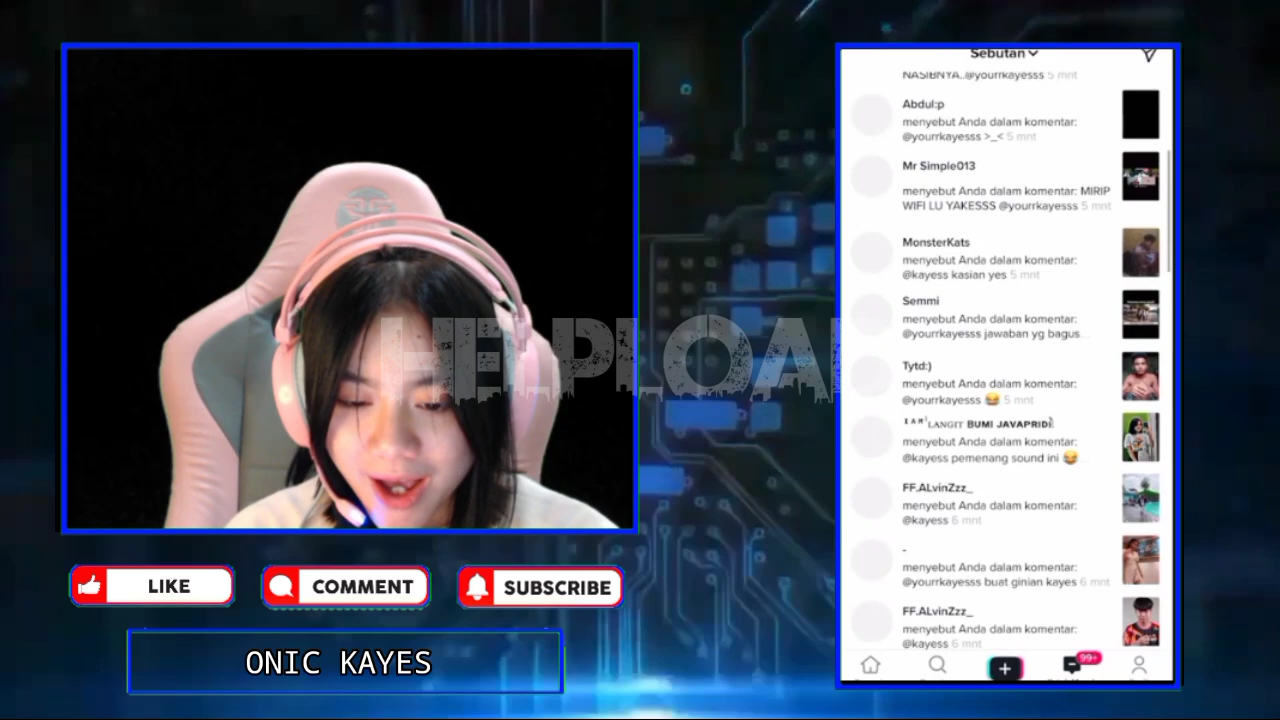 HELPLOA
LIKE
COMMENT
SUBSCRIBE
ONIC KAYES
Sebutan
NASIBNYA..@yourrkayesss 5 mnt
Abdul:p
menyebut Anda dalam komentar:
@yourrkayesss >_< 5 mnt
Mr Simple013
menyebut Anda dalam komentar: MIRIP
WIFI LU YAKESSS @yourrkayesss 5 mnt
MonsterKats
menyebut Anda dalam komentar:
@kayess kasian yes 5 mnt
Semmi
menyebut Anda dalam komentar:
@yourrkayesss jawaban yg bagus
Tytd:)
menyebut Anda dalam komentar:
@yourrkayesss 😂 5 mnt
ᴵ ᴬᴹ ʟᴀɴɢɪᴛ ʙᴜᴍɪ ᴊᴀᴠᴀᴘʀɪᴅᴇ
menyebut Anda dalam komentar:
@kayess pemenang sound ini 😂
FF.ALvinZzz_
menyebut Anda dalam komentar:
@kayess 6 mnt
-
menyebut Anda dalam komentar:
@yourrkayesss buat ginian kayes 6 mnt
FF.ALvinZzz_
menyebut Anda dalam komentar:
@kayess 6 mnt
99+